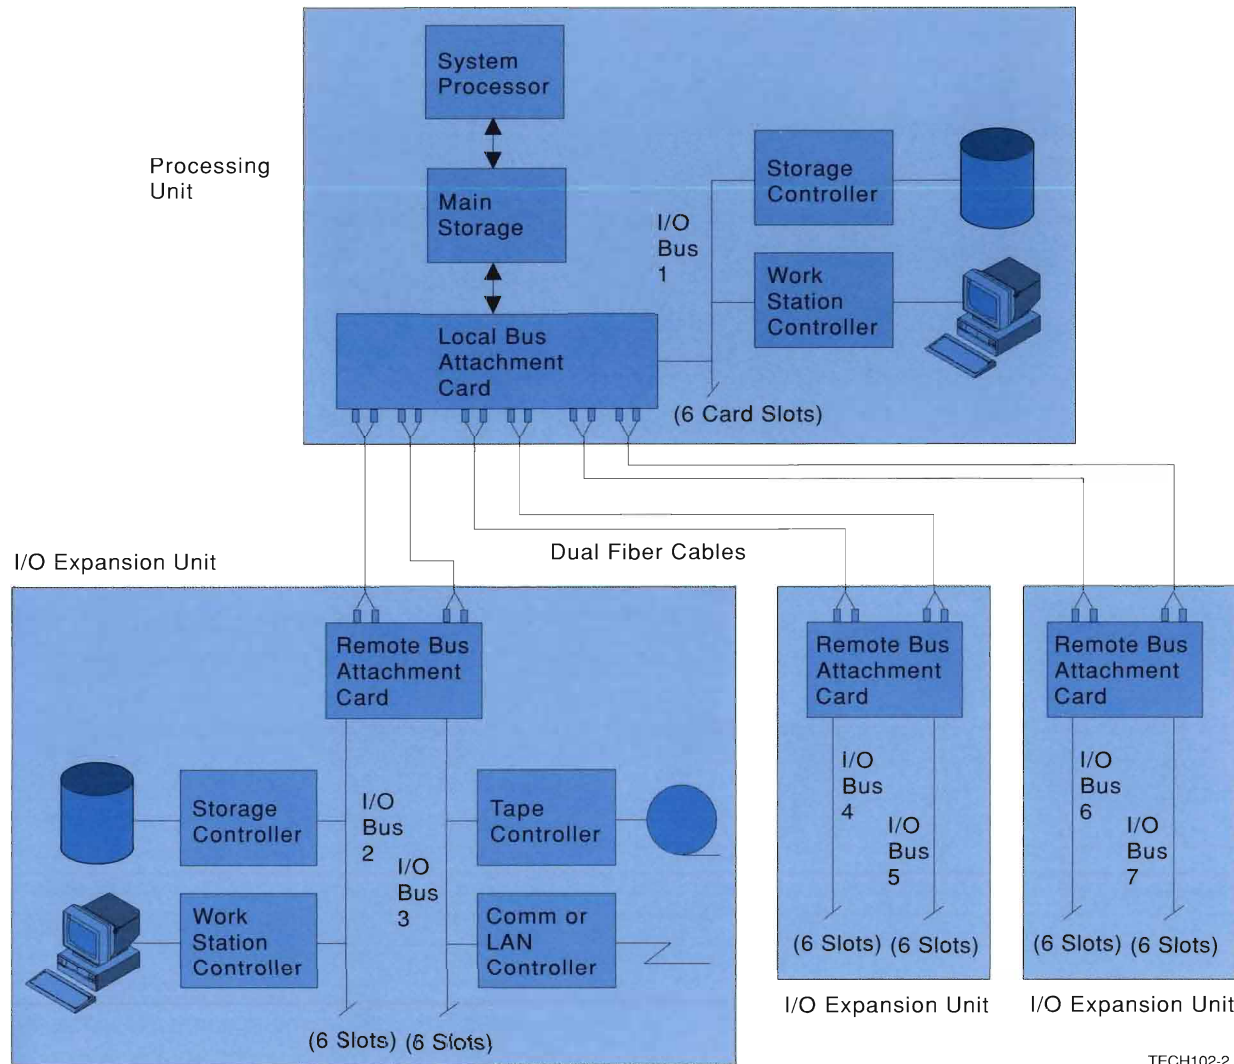 System
Processor
Processing
Unit
Main
Storage
Storage
Controller
I/O
Bus
1
Work
Station
Controller
Local Bus
Attachment
Card
(6 Card Slots)
Dual Fiber Cables
I/O Expansion Unit
Remote Bus
Attachment
Card
Storage
Controller
I/O
Bus
2
I/O
Bus
3
Tape
Controller
Work
Station
Controller
Comm or
LAN
Controller
(6 Slots) (6 Slots)
Remote Bus
Attachment
Card
I/O
Bus
4
I/O
Bus
5
(6 Slots) (6 Slots)
I/O Expansion Unit
Remote Bus
Attachment
Card
I/O
Bus
6
I/O
Bus
7
(6 Slots) (6 Slots)
I/O Expansion Unit
TECH102-2